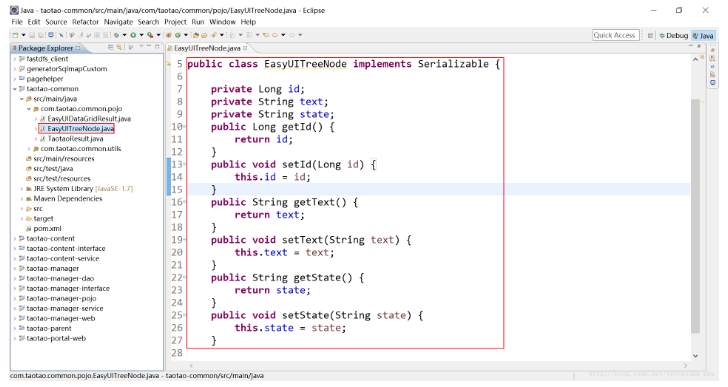 Java - taotao-common/src/main/java/com/taotao/common/pojo/EasyUITreeNode.java - Eclipse
File Edit Source Refactor Navigate Search Project Run Window Help
Quick Access
Debug
Java
Package Explorer
fastdfs_client
generatorSqlmapCustom
pagehelper
taotao-common
src/main/java
com.taotao.common.pojo
EasyUIDataGridResult.java
EasyUITreeNode.java
TaotaoResult.java
com.taotao.common.utils
src/main/resources
src/test/java
src/test/resources
JRE System Library [JavaSE-1.7]
Maven Dependencies
src
target
pom.xml
taotao-content
taotao-content-interface
taotao-content-service
taotao-manager
taotao-manager-dao
taotao-manager-interface
taotao-manager-pojo
taotao-manager-service
taotao-manager-web
taotao-parent
taotao-portal-web
EasyUITreeNode.java
5 public class EasyUITreeNode implements Serializable {
6
7 private Long id;
8 private String text;
9 private String state;
10 public Long getId() {
11 return id;
12 }
13 public void setId(Long id) {
14 this.id = id;
15 }
16 public String getText() {
17 return text;
18 }
19 public void setText(String text) {
20 this.text = text;
21 }
22 public String getState() {
23 return state;
24 }
25 public void setState(String state) {
26 this.state = state;
27 }
28
com.taotao.common.pojo.EasyUITreeNode.java - taotao-common/src/main/java